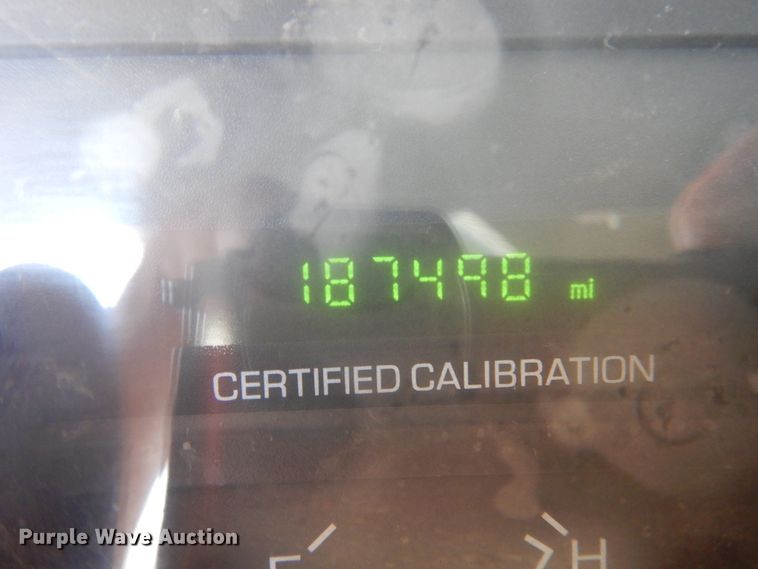 187498 mi
CERTIFIED CALIBRATION
H
Purple Wave Auction